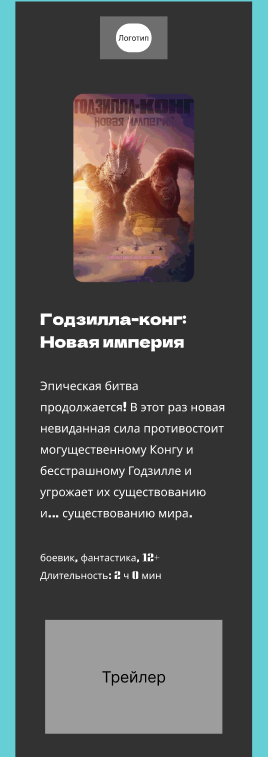 Логотип
ГОДЗИЛЛА-КОНГ
НОВАЯ ИМПЕРИЯ
Годзилла-конг:
Новая империя
Эпическая битва
продолжается! В этот раз новая
невиданная сила противостоит
могущественному Конгу и
бесстрашному Годзилле и
угрожает их существованию
и... существованию мира.
боевик, фантастика, 12+
Длительность: 2 ч 0 мин
Трейлер